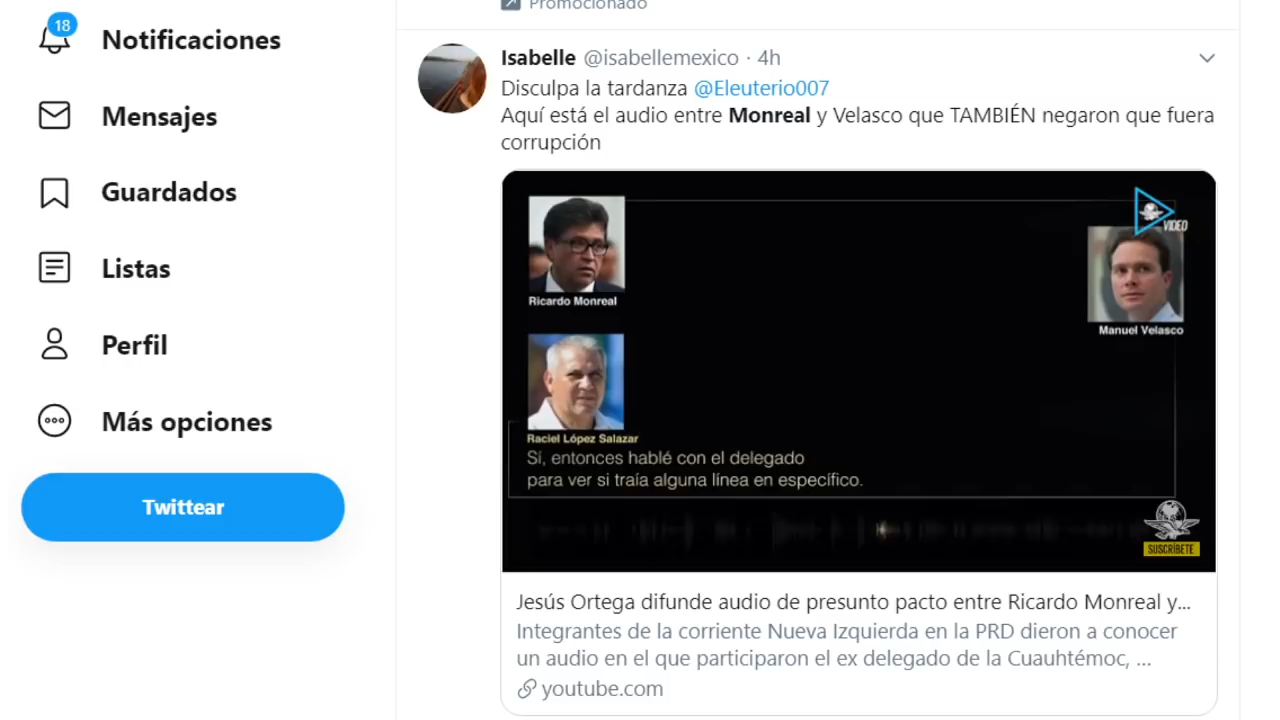 Promocionado
18
Notificaciones
Mensajes
Guardados
Listas
Perfil
Más opciones
Twittear
Isabelle @isabellemexico · 4h
Disculpa la tardanza @Eleuterio007
Aquí está el audio entre Monreal y Velasco que TAMBIÉN negaron que fuera
corrupción
VIDEO
Ricardo Monreal
Manuel Velasco
Raciel López Salazar
Sí, entonces hablé con el delegado
para ver si traía alguna línea en específico.
SUSCRÍBETE
Jesús Ortega difunde audio de presunto pacto entre Ricardo Monreal y...
Integrantes de la corriente Nueva Izquierda en la PRD dieron a conocer
un audio en el que participaron el ex delegado de la Cuauhtémoc, ...
youtube.com